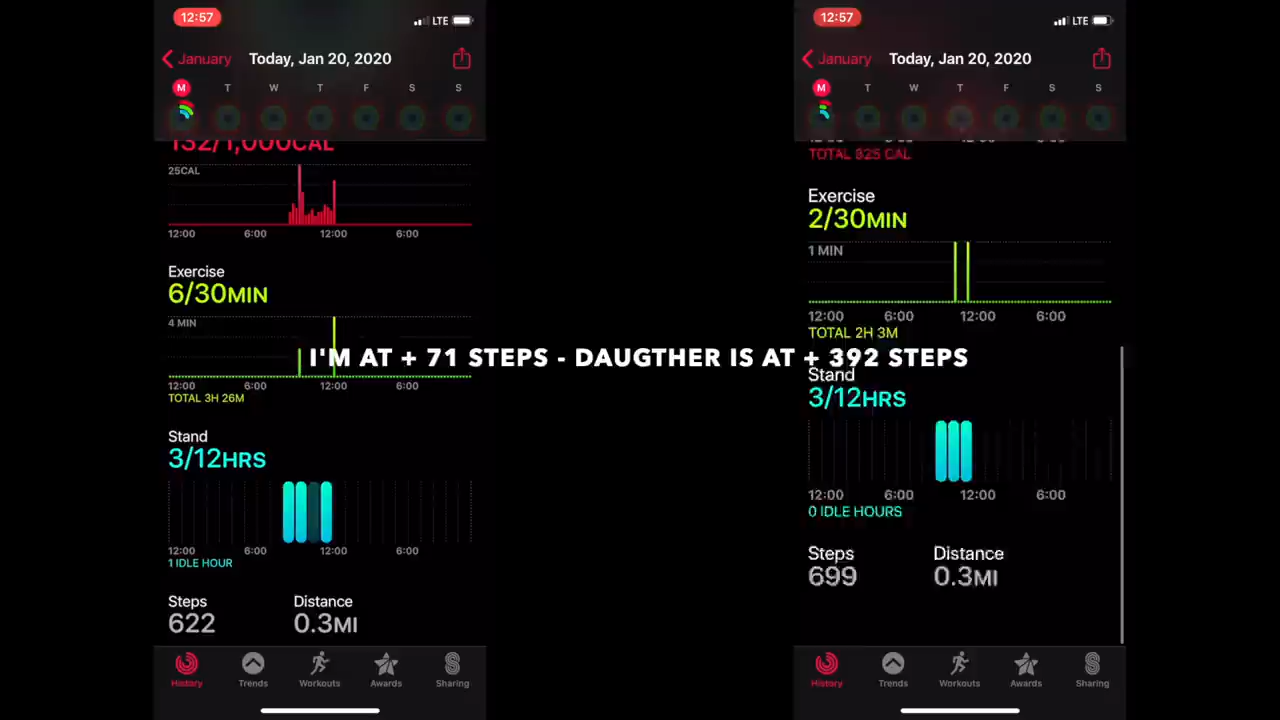 12:57
LTE
January
Today, Jan 20, 2020
M T W T F S S
132/1,000CAL
25CAL
12:00 6:00 12:00 6:00
Exercise
6/30MIN
4 MIN
12:00 6:00 12:00 6:00
TOTAL 3H 26M
Stand
3/12HRS
12:00 6:00 12:00 6:00
1 IDLE HOUR
Steps Distance
622 0.3MI
History Trends Workouts Awards Sharing
I'M AT + 71 STEPS - DAUGTHER IS AT + 392 STEPS
12:57
LTE
January
Today, Jan 20, 2020
M T W T F S S
TOTAL 825 CAL
Exercise
2/30MIN
1 MIN
12:00 6:00 12:00 6:00
TOTAL 2H 3M
Stand
3/12HRS
12:00 6:00 12:00 6:00
0 IDLE HOURS
Steps Distance
699 0.3MI
History Trends Workouts Awards Sharing